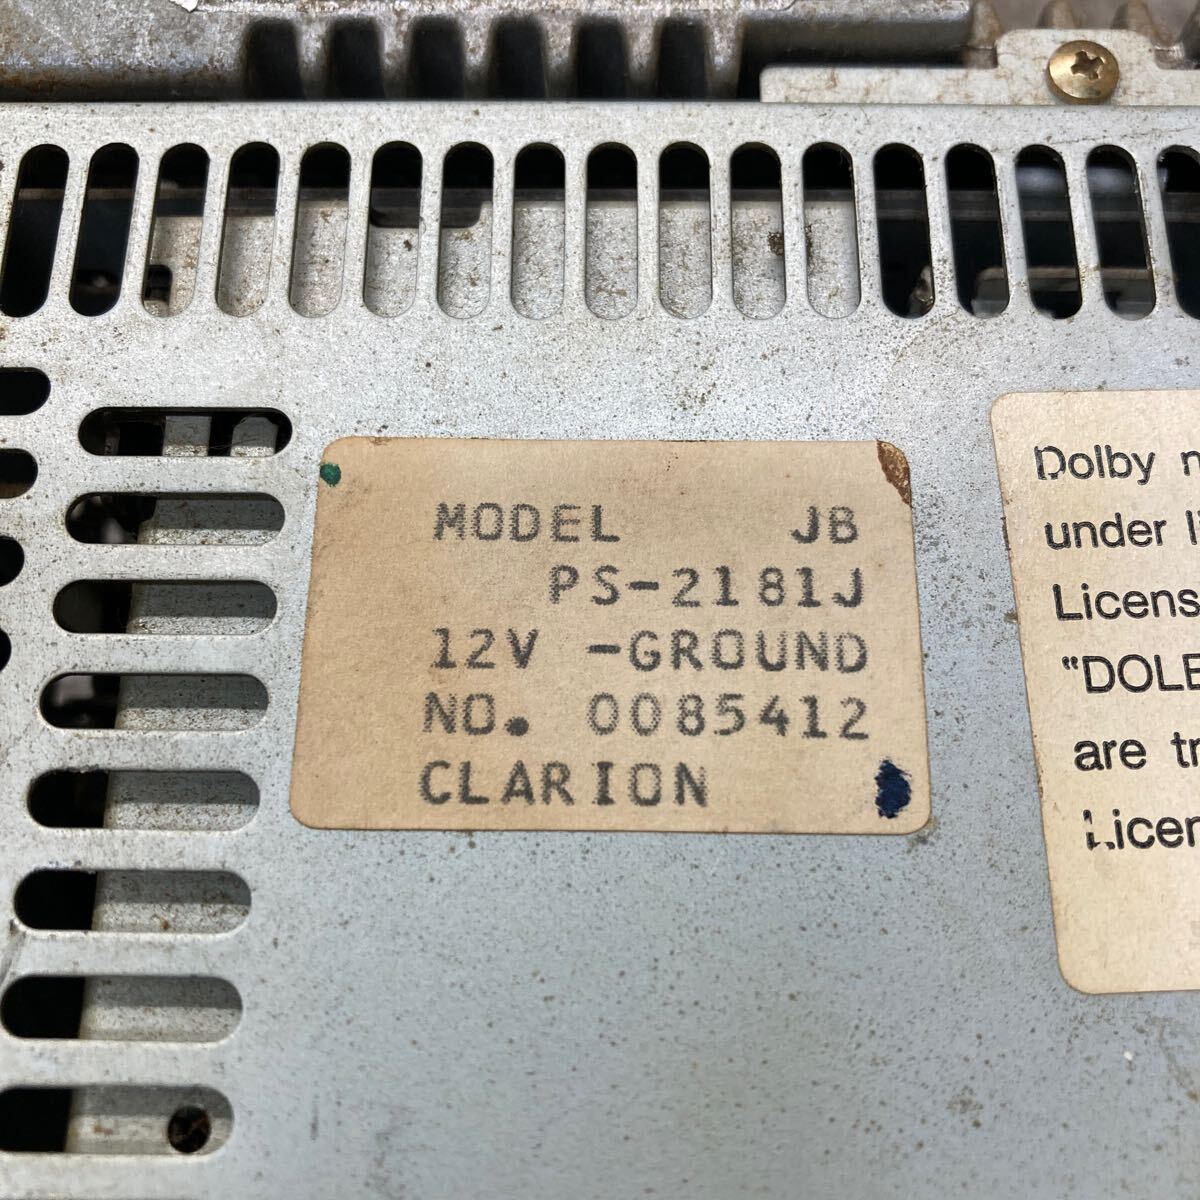 MODEL JB
PS-2181J
12V -GROUND
NO. 0085412
CLARION
Dolby
under
"DOLB
are